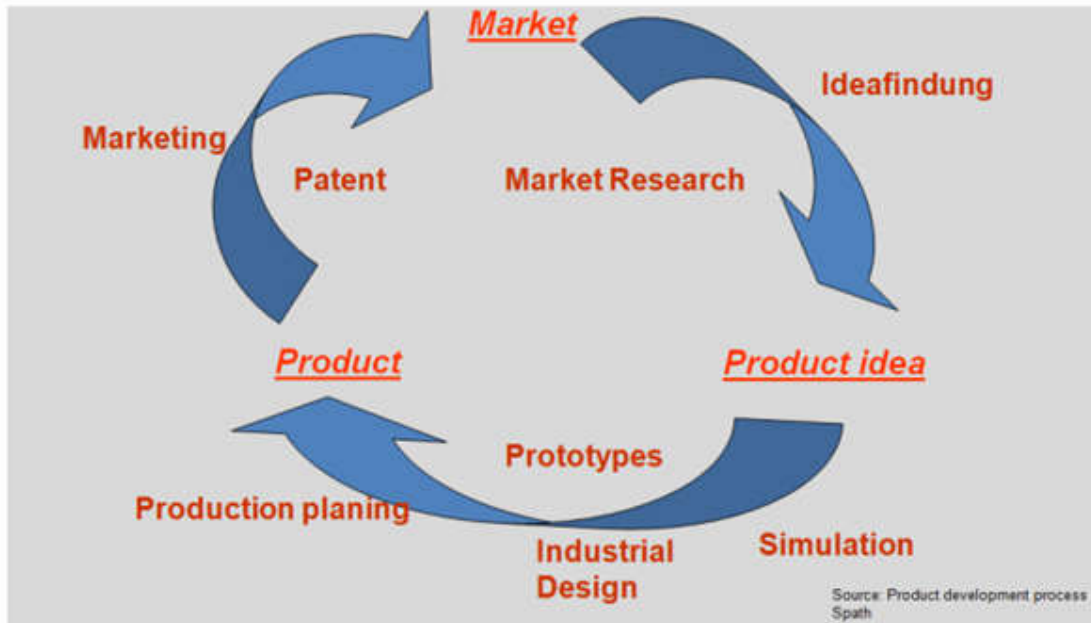 Market
Ideafindung
Marketing
Patent
Market Research
Product
Product idea
Prototypes
Production planing
Industrial
Design
Simulation
Source: Product development process
Spath